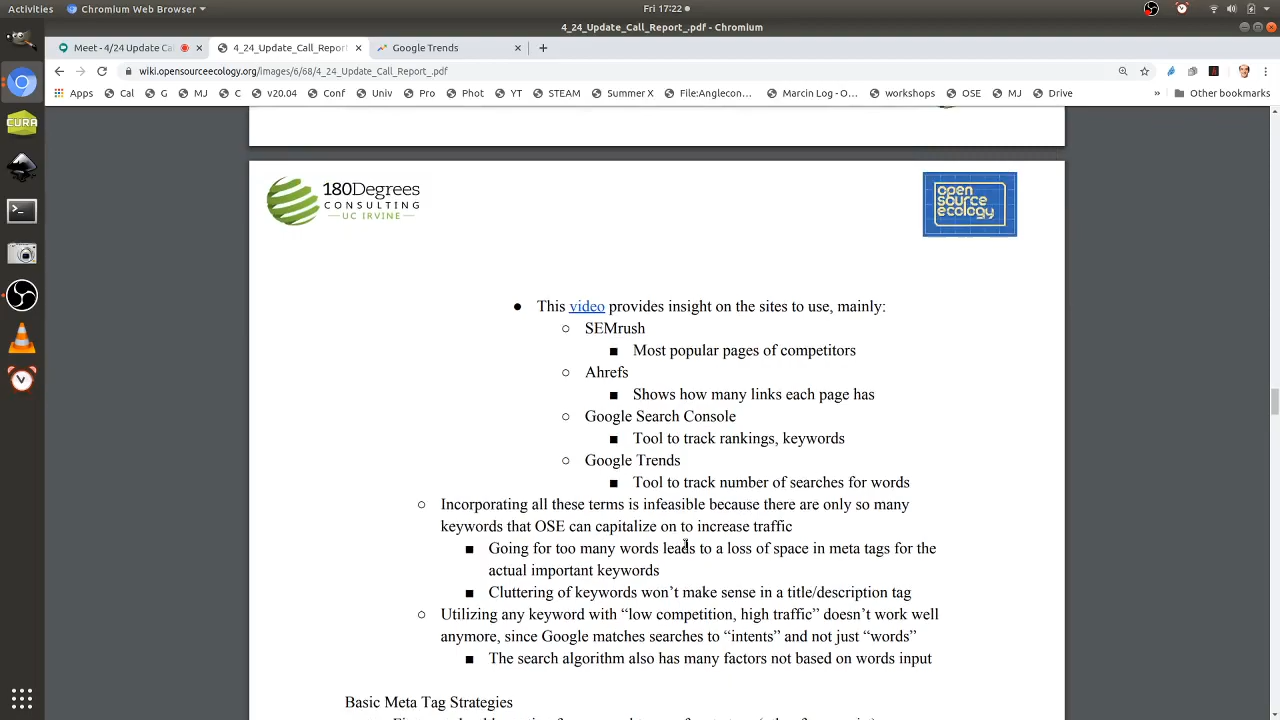 Activities
Chromium Web Browser
Fri 17:22
4_24_Update_Call_Report_.pdf - Chromium
Meet - 4/24 Update Ca
4_24_Update_Call_Report
Google Trends
wiki.opensourceecology.org/images/6/68/4_24_Update_Call_Report_.pdf
Apps Cal G MJ C v20.04 Conf Univ Pro Phot YT STEAM Summer X File:Anglecon... Marcin Log - O... workshops OSE MJ Drive » Other bookmarks
CURA
180Degrees
CONSULTING
UC IRVINE
open
source
ecology
● This video provides insight on the sites to use, mainly:
○ SEMrush
■ Most popular pages of competitors
○ Ahrefs
■ Shows how many links each page has
○ Google Search Console
■ Tool to track rankings, keywords
○ Google Trends
■ Tool to track number of searches for words
○ Incorporating all these terms is infeasible because there are only so many
keywords that OSE can capitalize on to increase traffic
■ Going for too many words leads to a loss of space in meta tags for the
actual important keywords
■ Cluttering of keywords won’t make sense in a title/description tag
○ Utilizing any keyword with “low competition, high traffic” doesn’t work well
anymore, since Google matches searches to “intents” and not just “words”
■ The search algorithm also has many factors not based on words input
Basic Meta Tag Strategies